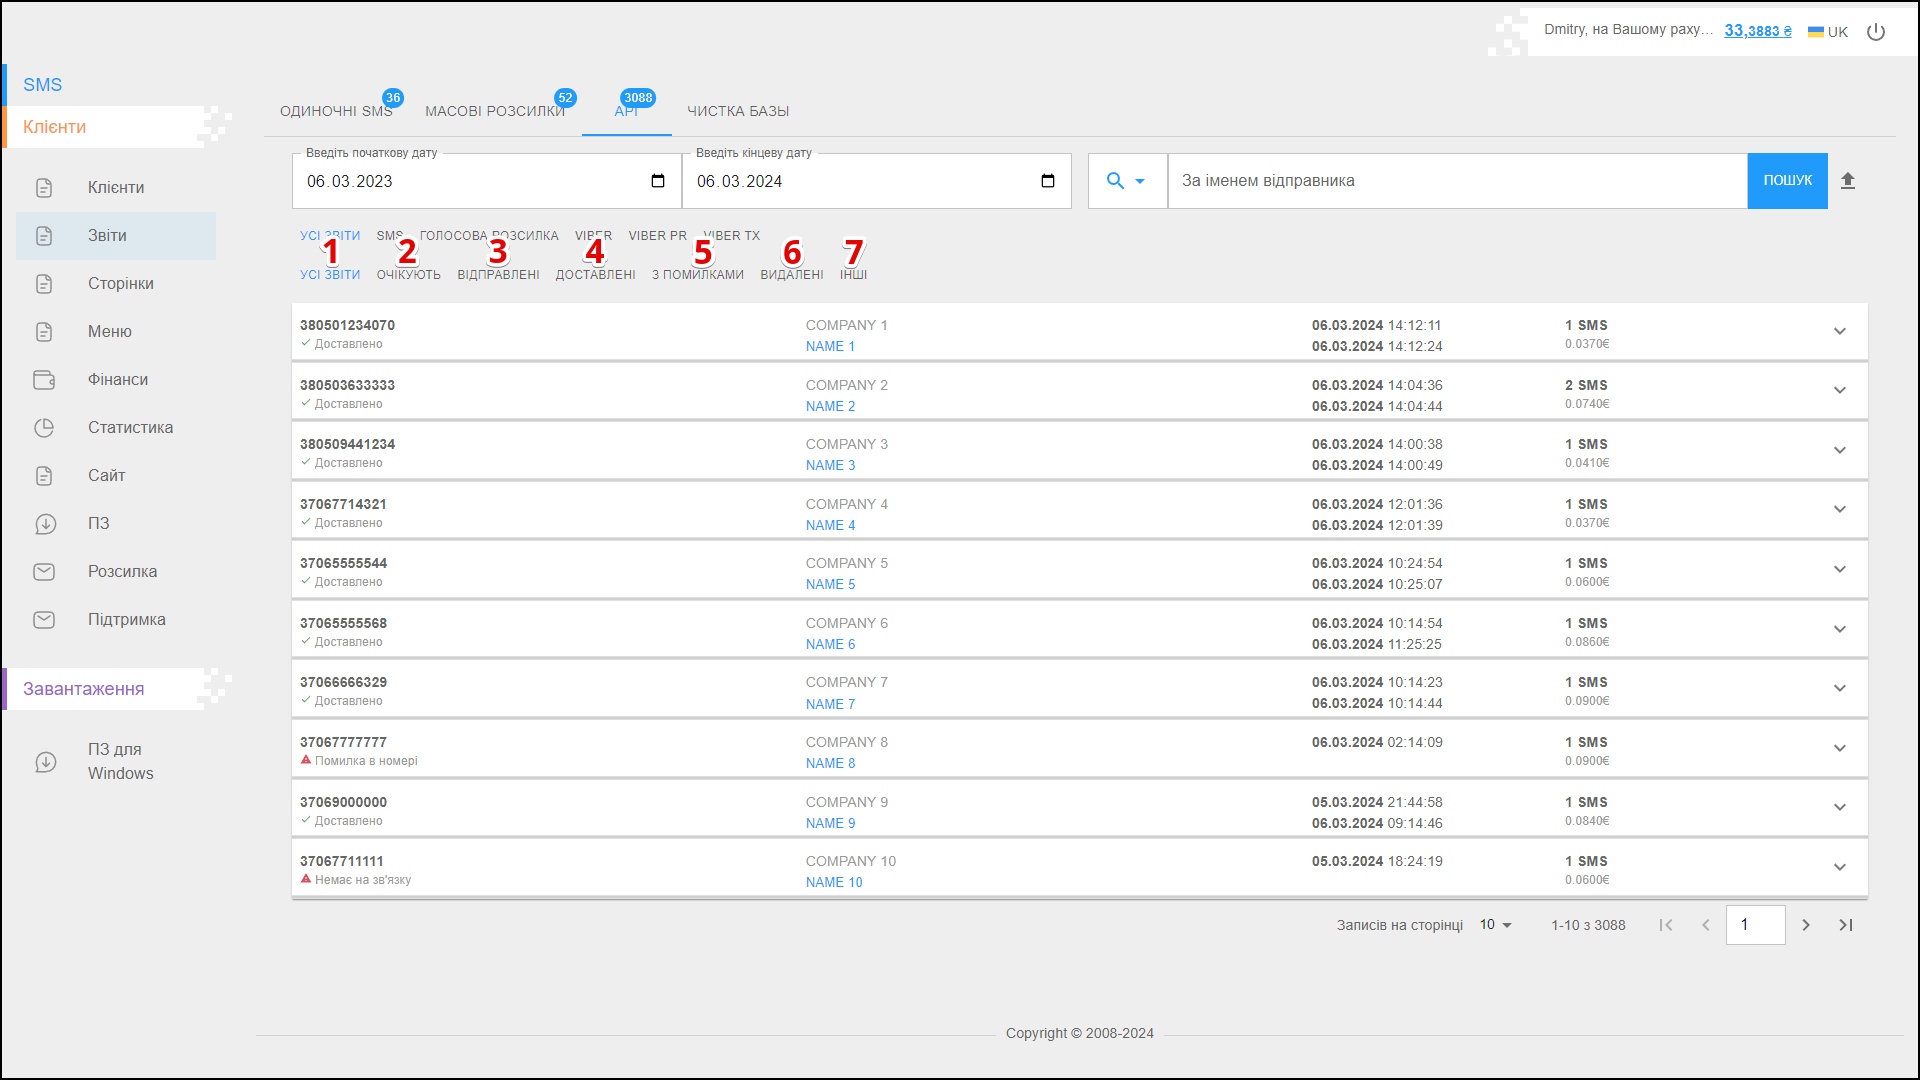 Dmitry, на Вашому раху... 33,3883 ₴ UK
SMS
Клієнти
Клієнти
Звіти
Сторінки
Меню
Фінанси
Статистика
Сайт
ПЗ
Розсилка
Підтримка
Завантаження
ПЗ для
Windows
ОДИНОЧНІ SMS 36 МАСОВІ РОЗСИЛКИ 52 API 3088 ЧИСТКА БАЗЫ
Введіть початкову дату Введіть кінцеву дату
06.03.2023 06.03.2024 За іменем відправника ПОШУК
УСІ ЗВІТИ SMS ГОЛОСОВА РОЗСИЛКА VIBER VIBER PR VIBER TX
1 2 3 4 5 6 7
УСІ ЗВІТИ ОЧІКУЮТЬ ВІДПРАВЛЕНІ ДОСТАВЛЕНІ З ПОМИЛКАМИ ВИДАЛЕНІ ІНШІ
380501234070 COMPANY 1 06.03.2024 14:12:11 1 SMS
Доставлено NAME 1 06.03.2024 14:12:24 0.0370€
380503633333 COMPANY 2 06.03.2024 14:04:36 2 SMS
Доставлено NAME 2 06.03.2024 14:04:44 0.0740€
380509441234 COMPANY 3 06.03.2024 14:00:38 1 SMS
Доставлено NAME 3 06.03.2024 14:00:49 0.0410€
37067714321 COMPANY 4 06.03.2024 12:01:36 1 SMS
Доставлено NAME 4 06.03.2024 12:01:39 0.0370€
37065555544 COMPANY 5 06.03.2024 10:24:54 1 SMS
Доставлено NAME 5 06.03.2024 10:25:07 0.0600€
37065555568 COMPANY 6 06.03.2024 10:14:54 1 SMS
Доставлено NAME 6 06.03.2024 11:25:25 0.0860€
37066666329 COMPANY 7 06.03.2024 10:14:23 1 SMS
Доставлено NAME 7 06.03.2024 10:14:44 0.0900€
37067777777 COMPANY 8 06.03.2024 02:14:09 1 SMS
Помилка в номері NAME 8 0.0900€
37069000000 COMPANY 9 05.03.2024 21:44:58 1 SMS
Доставлено NAME 9 06.03.2024 09:14:46 0.0840€
37067711111 COMPANY 10 05.03.2024 18:24:19 1 SMS
Немає на зв'язку NAME 10 0.0600€
Записів на сторінці 10 1-10 з 3088 1
Copyright © 2008-2024